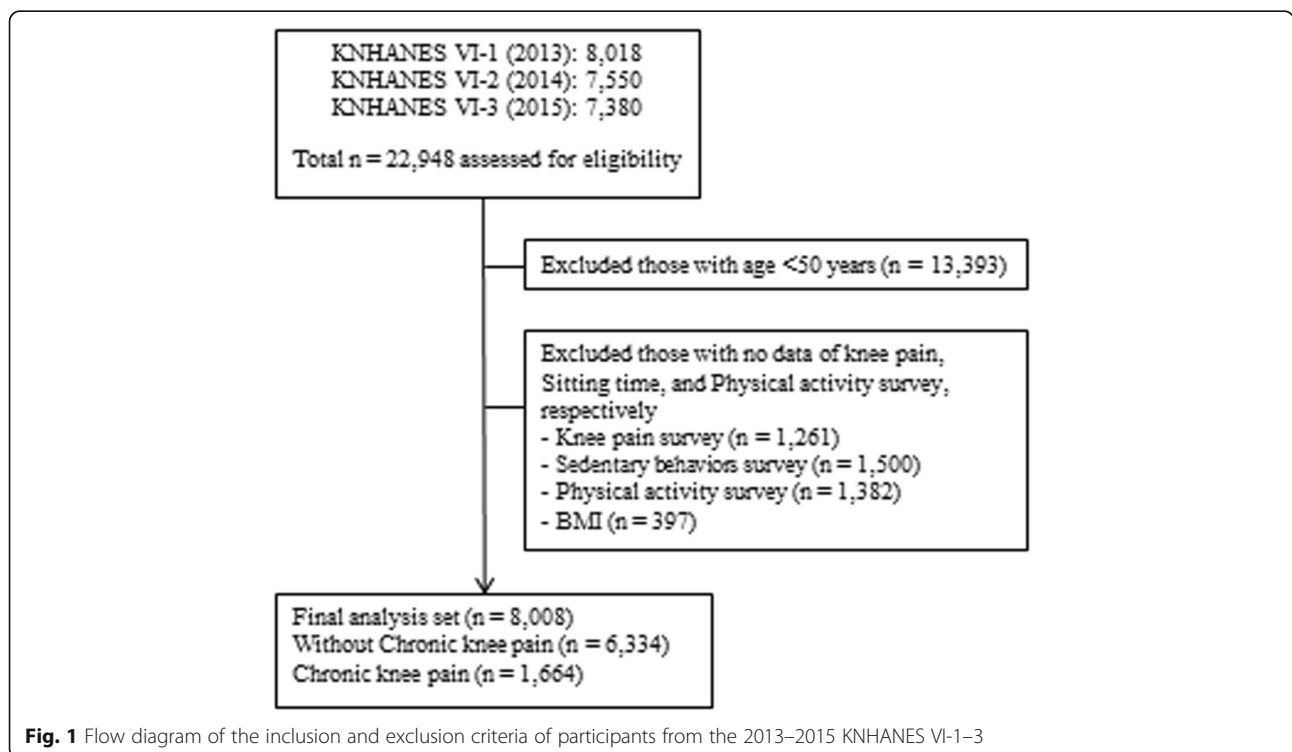 KNHANES VI-1 (2013): 8,018
KNHANES VI-2 (2014): 7,550
KNHANES VI-3 (2015): 7,380
Total n = 22,948 assessed for eligibility
Excluded those with age <50 years (n = 13,393)
Excluded those with no data of knee pain,
Sitting time, and Physical activity survey,
respectively
- Knee pain survey (n = 1,261)
- Sedentary behaviors survey (n = 1,500)
- Physical activity survey (n = 1,382)
- BMI (n = 397)
Final analysis set (n = 8,008)
Without Chronic knee pain (n = 6,334)
Chronic knee pain (n = 1,664)
Fig. 1 Flow diagram of the inclusion and exclusion criteria of participants from the 2013–2015 KNHANES VI-1–3